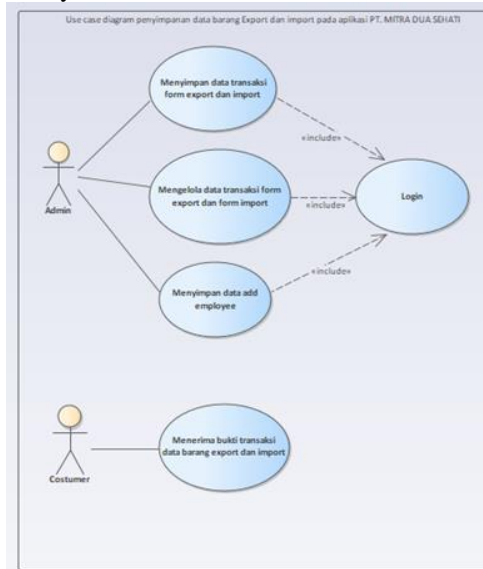 Use case diagram penyimpanan data barang Export dan import pada aplikasi PT. MITRA DUA SEHATI
Menyimpan data transaksi
form export dan import
«include»
Admin
Mengelola data transaksi form
export dan form import
«include»
Login
«include»
Menyimpan data add
employee
Costumer
Menerima bukti transaksi
data barang export dan import